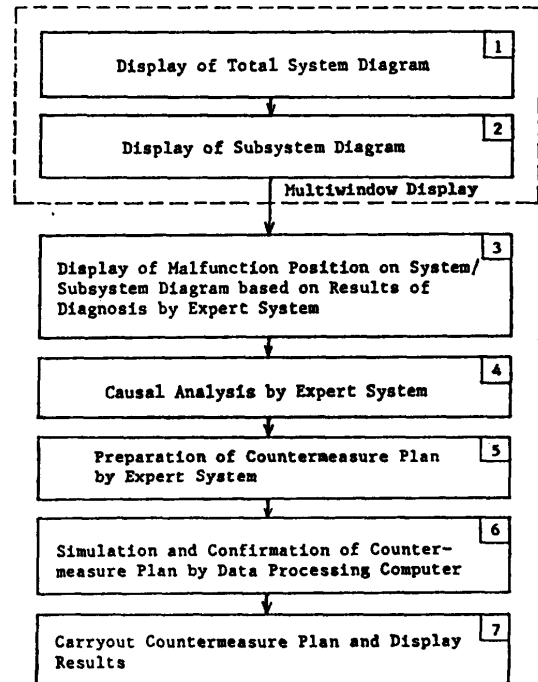 1
Display of Total System Diagram
2
Display of Subsystem Diagram
Multiwindow Display
3
Display of Malfunction Position on System/
Subsystem Diagram based on Results of
Diagnosis by Expert System
4
Causal Analysis by Expert System
5
Preparation of Countermeasure Plan
by Expert System
6
Simulation and Confirmation of Counter-
measure Plan by Data Processing Computer
7
Carryout Countermeasure Plan and Display
Results